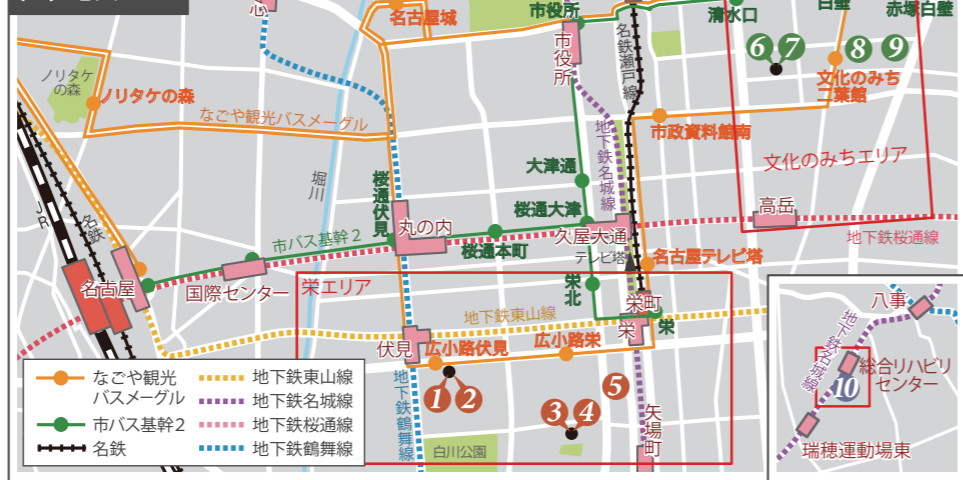 心
名古屋城
市役所
清水口
白壁
赤塚白壁
市役所
名鉄瀬戸線
6 7
8 9
文化のみち
二葉館
ノリタケ
の森
ノリタケの森
なごや観光バスメーグル
市政資料館南
文化のみちエリア
地下鉄名城線
堀川
大津通
桜通伏見
桜通大津
高岳
丸の内
久屋大通
地下鉄桜通線
JR
名鉄
市バス基幹2
桜通本町
テレビ塔
名古屋テレビ塔
名古屋
国際センター
栄エリア
栄北
栄町
栄
栄
地下鉄東山線
伏見
広小路伏見
広小路栄
地下鉄鶴舞線
1 2
3 4
5
矢場町
白川公園
なごや観光
バスメーグル
市バス基幹2
名鉄
地下鉄東山線
地下鉄名城線
地下鉄桜通線
地下鉄鶴舞線
八事
地下鉄名城線
総合リハビリ
センター
10
瑞穂運動場東